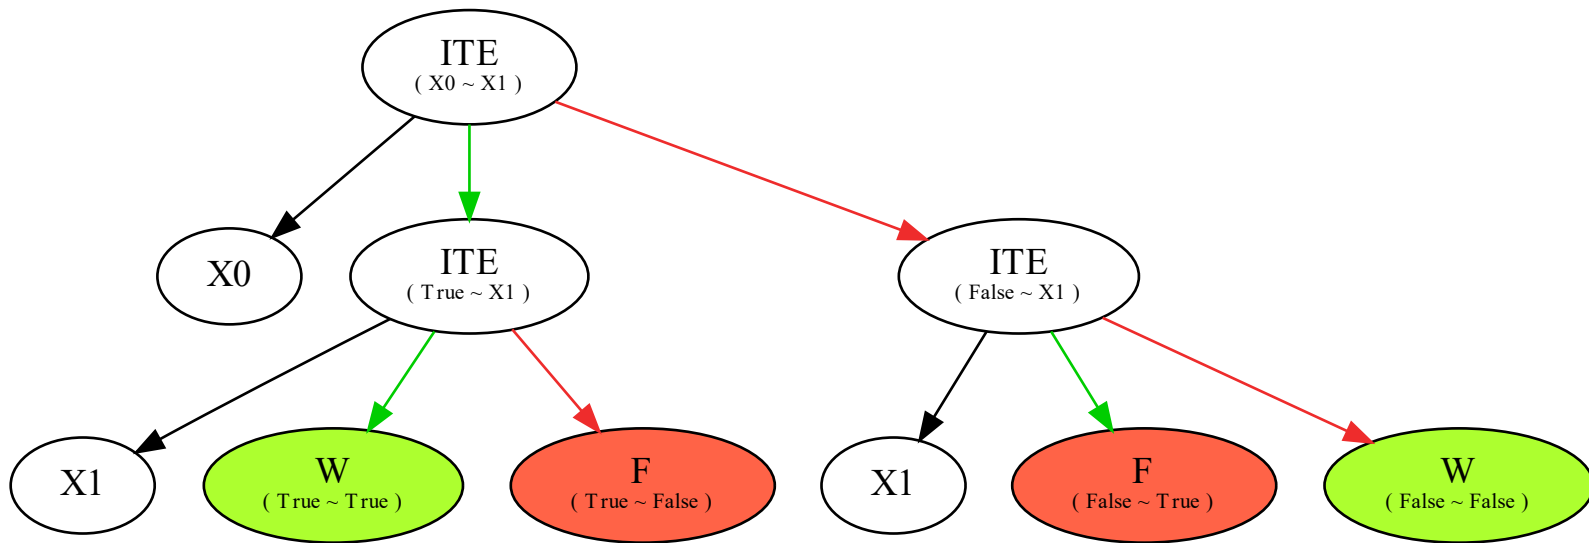 ITE
( X0 ~ X1 )
X0
ITE
( True ~ X1 )
ITE
( False ~ X1 )
X1
W
( True ~ True )
F
( True ~ False )
X1
F
( False ~ True )
W
( False ~ False )